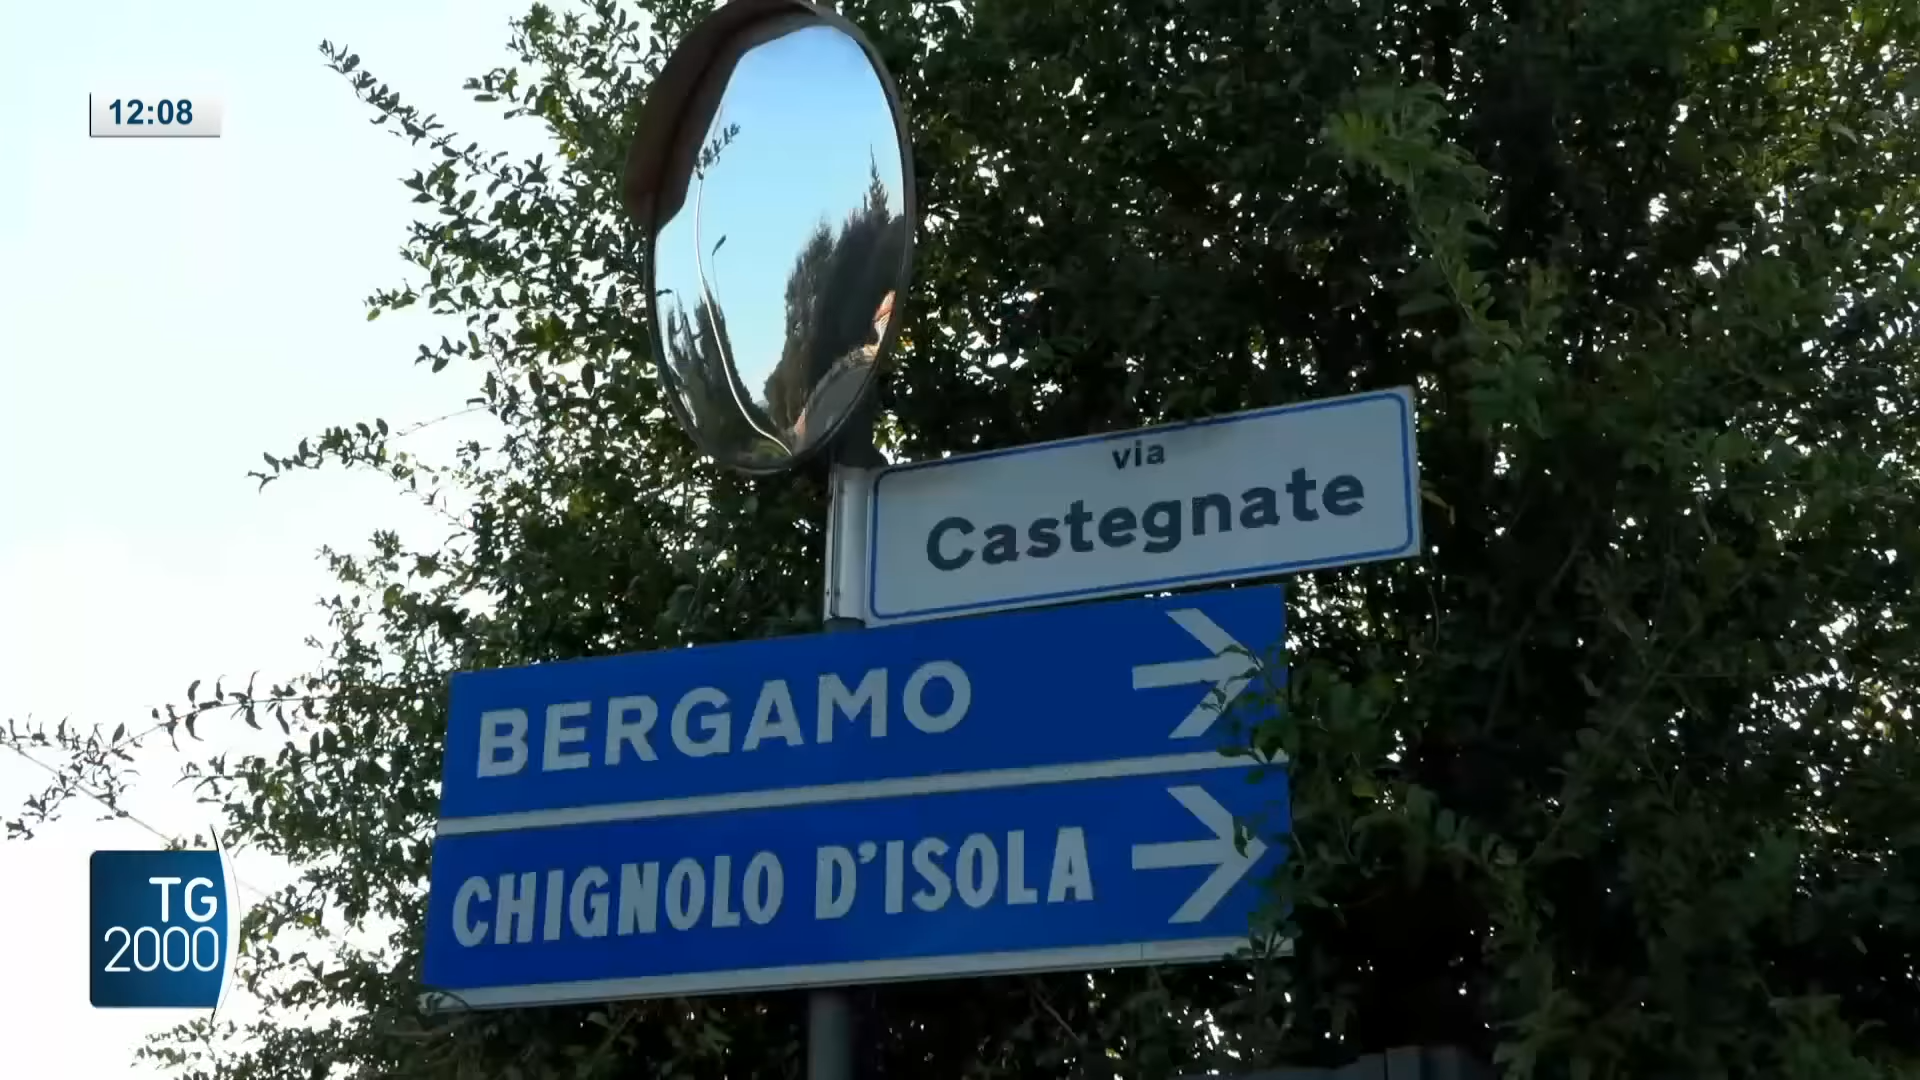 12:08
via
Castegnate
BERGAMO
CHIGNOLO D'ISOLA
TG
2000